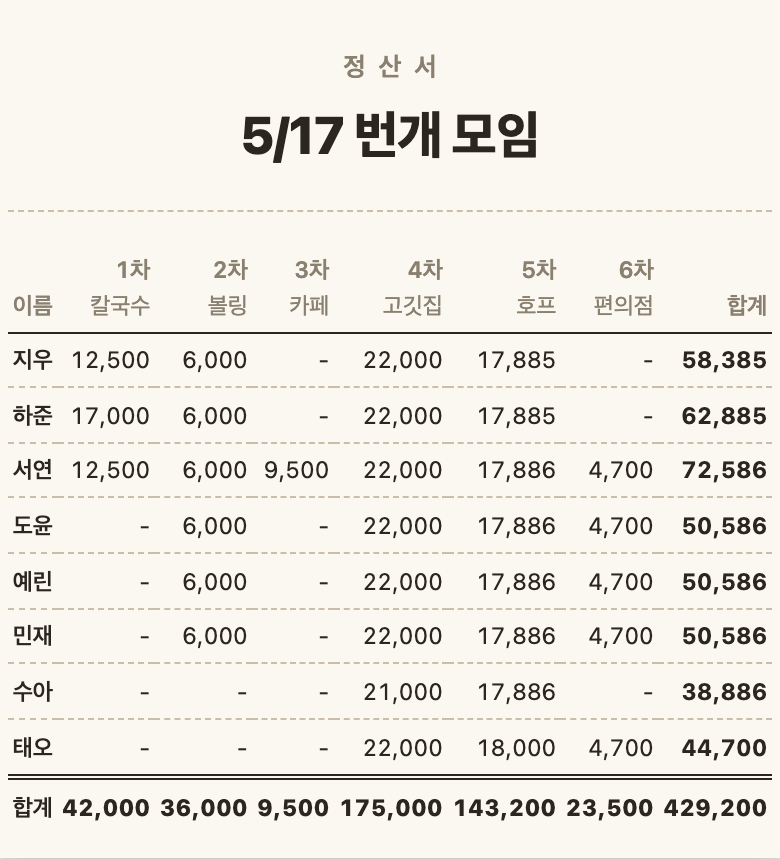 정산서
5/17 번개 모임
1차 2차 3차 4차 5차 6차
이름 칼국수 볼링 카페 고깃집 호프 편의점 합계
지우 12,500 6,000 - 22,000 17,885 - 58,385
하준 17,000 6,000 - 22,000 17,885 - 62,885
서연 12,500 6,000 9,500 22,000 17,886 4,700 72,586
도윤 - 6,000 - 22,000 17,886 4,700 50,586
예린 - 6,000 - 22,000 17,886 4,700 50,586
민재 - 6,000 - 22,000 17,886 4,700 50,586
수아 - - - 21,000 17,886 - 38,886
태오 - - - 22,000 18,000 4,700 44,700
합계 42,000 36,000 9,500 175,000 143,200 23,500 429,200